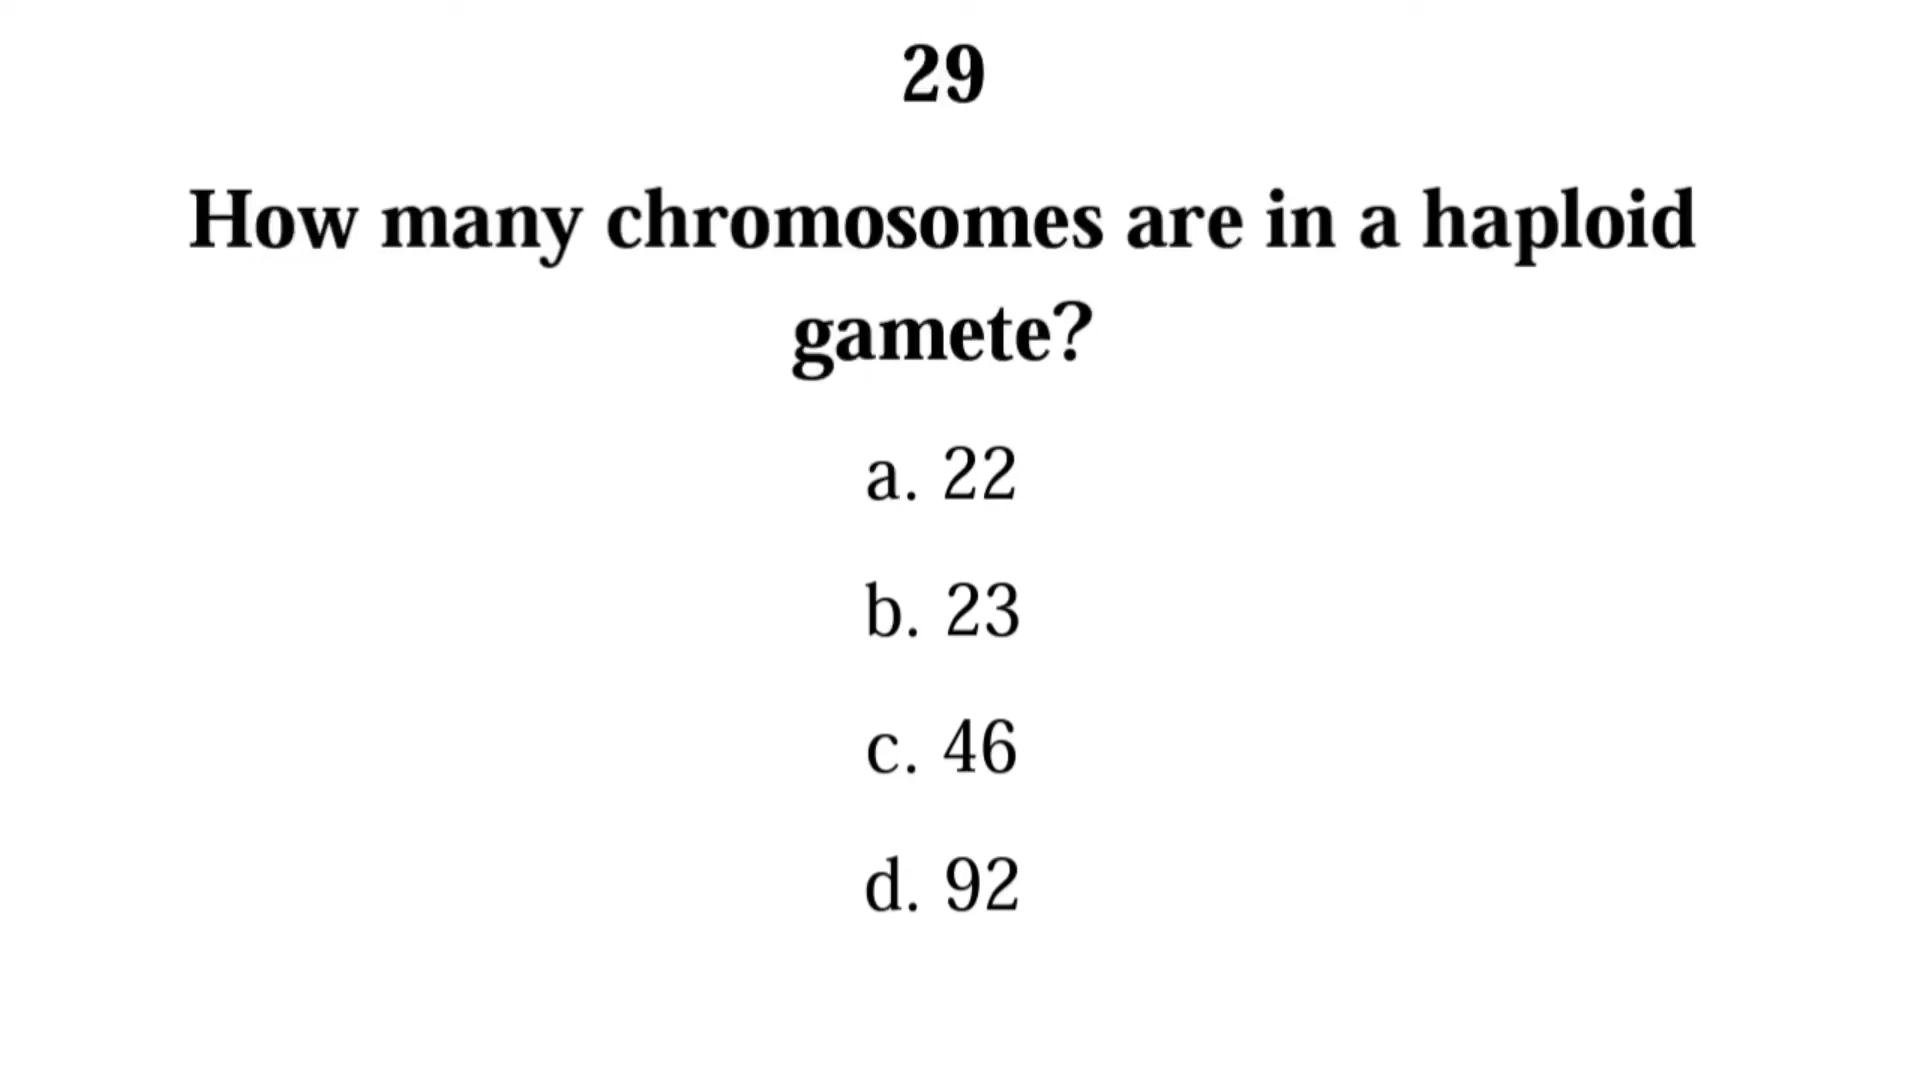 29
How many chromosomes are in a haploid
gamete?
a. 22
b. 23
c. 46
d. 92